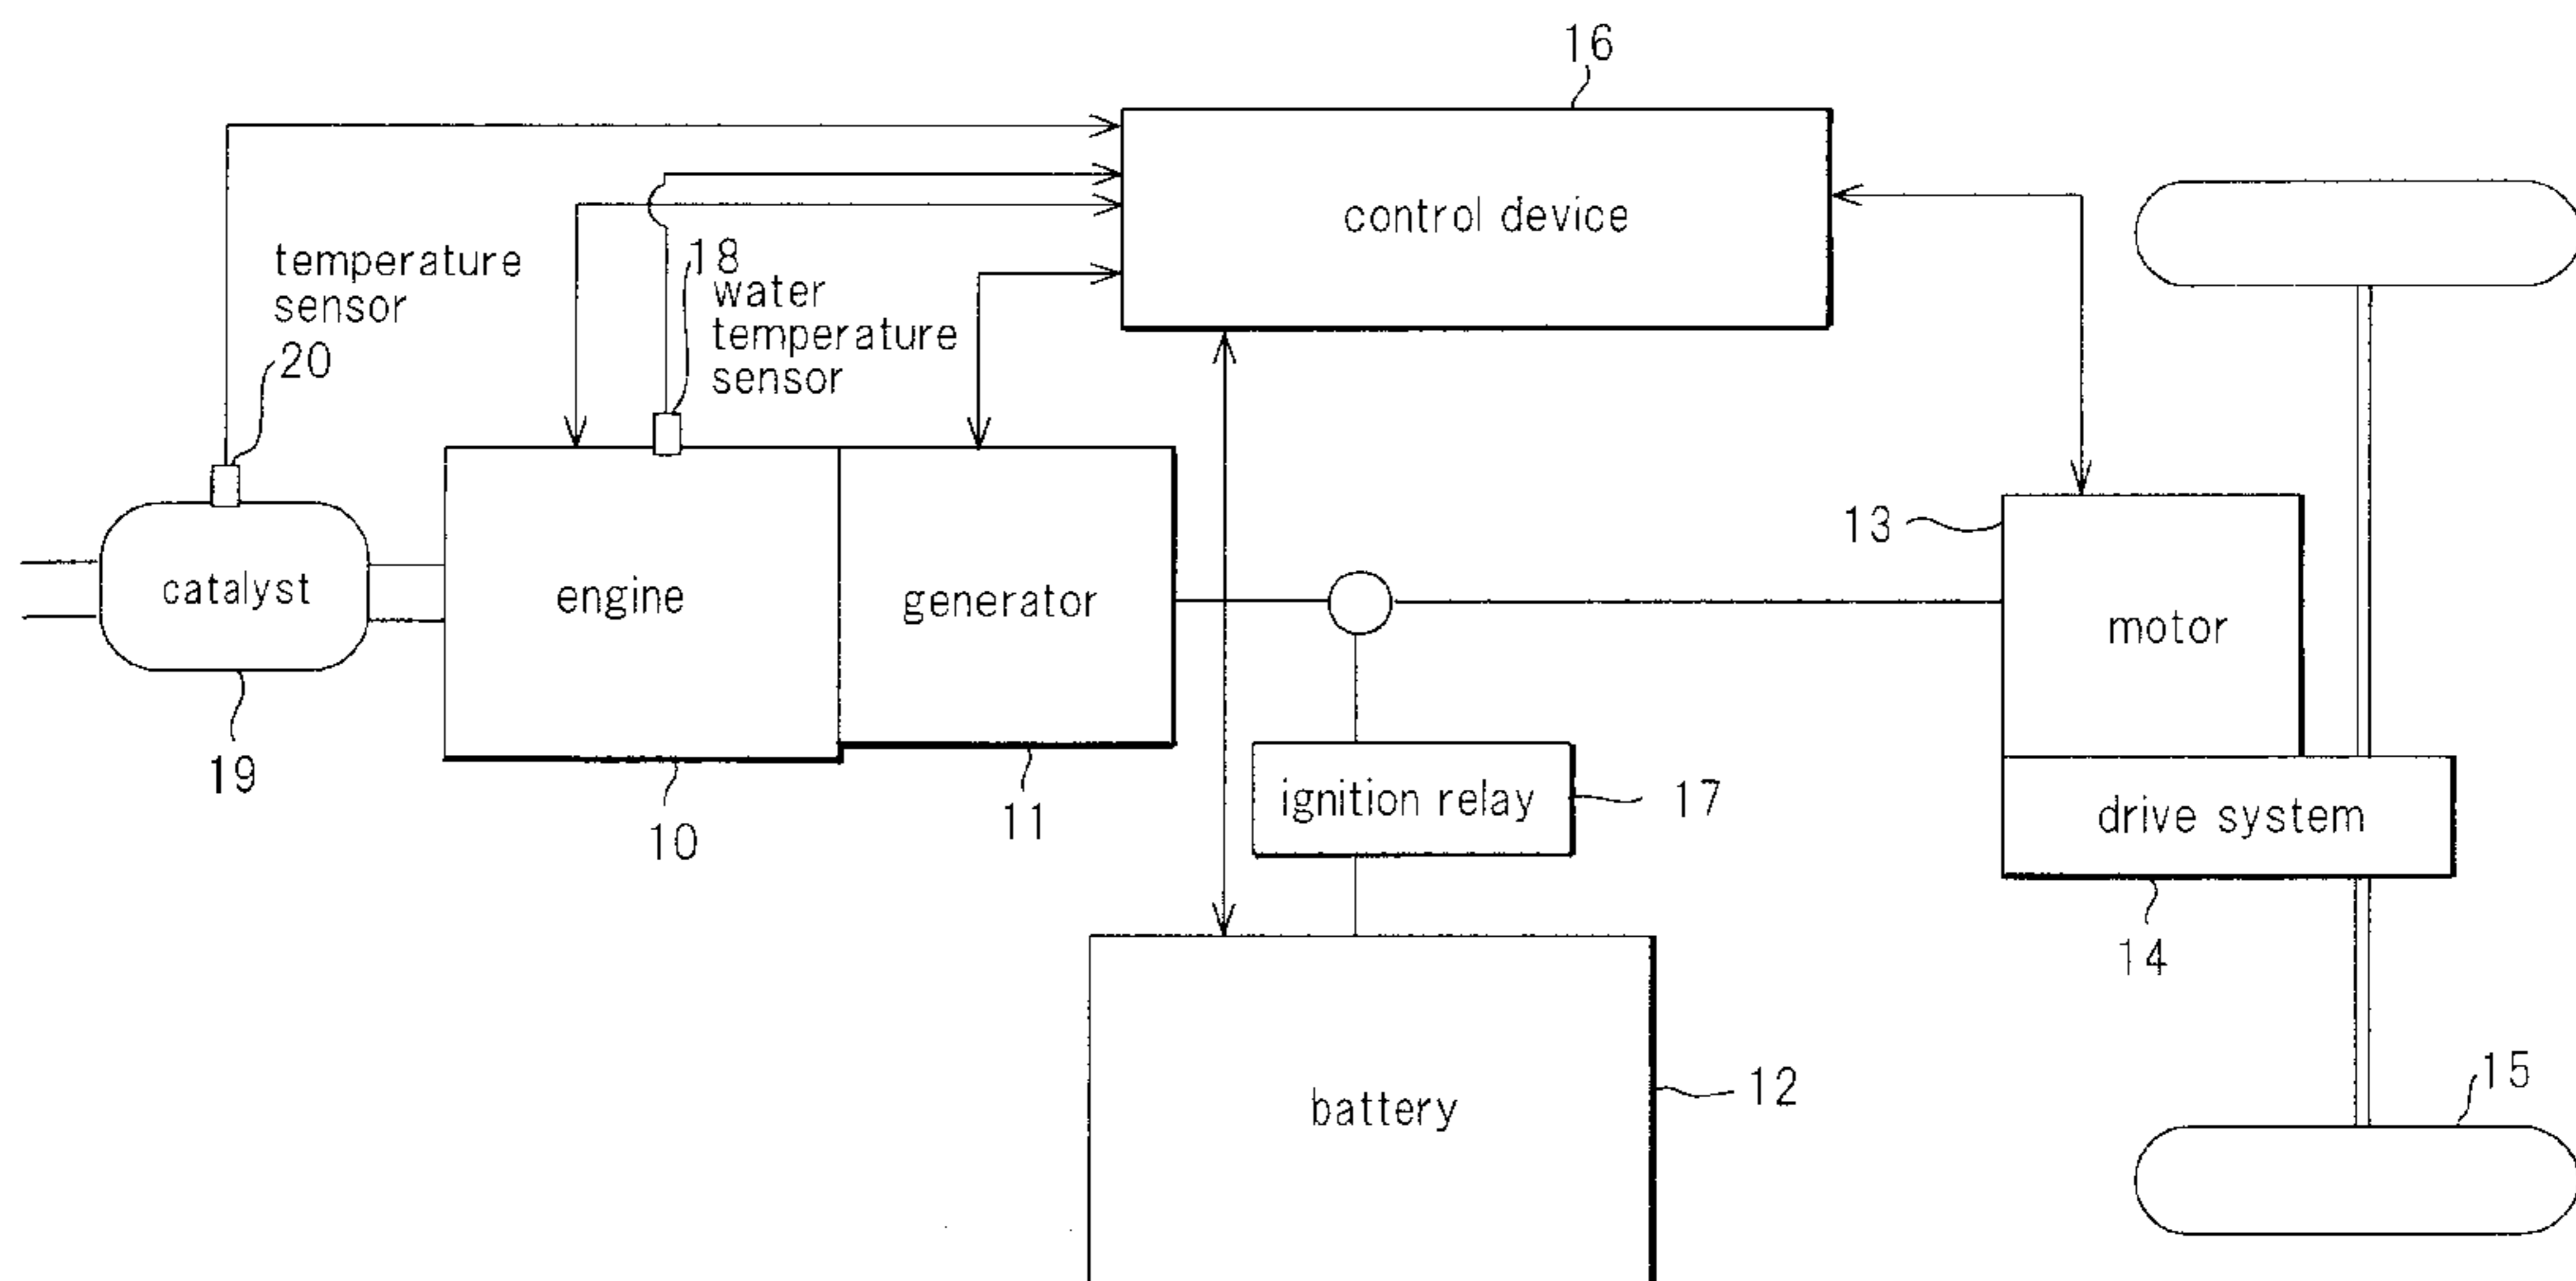 16
control device
temperature
sensor
20
18
water
temperature
sensor
13
catalyst
engine
generator
motor
19
10
11
ignition relay
17
drive system
14
battery
12
15